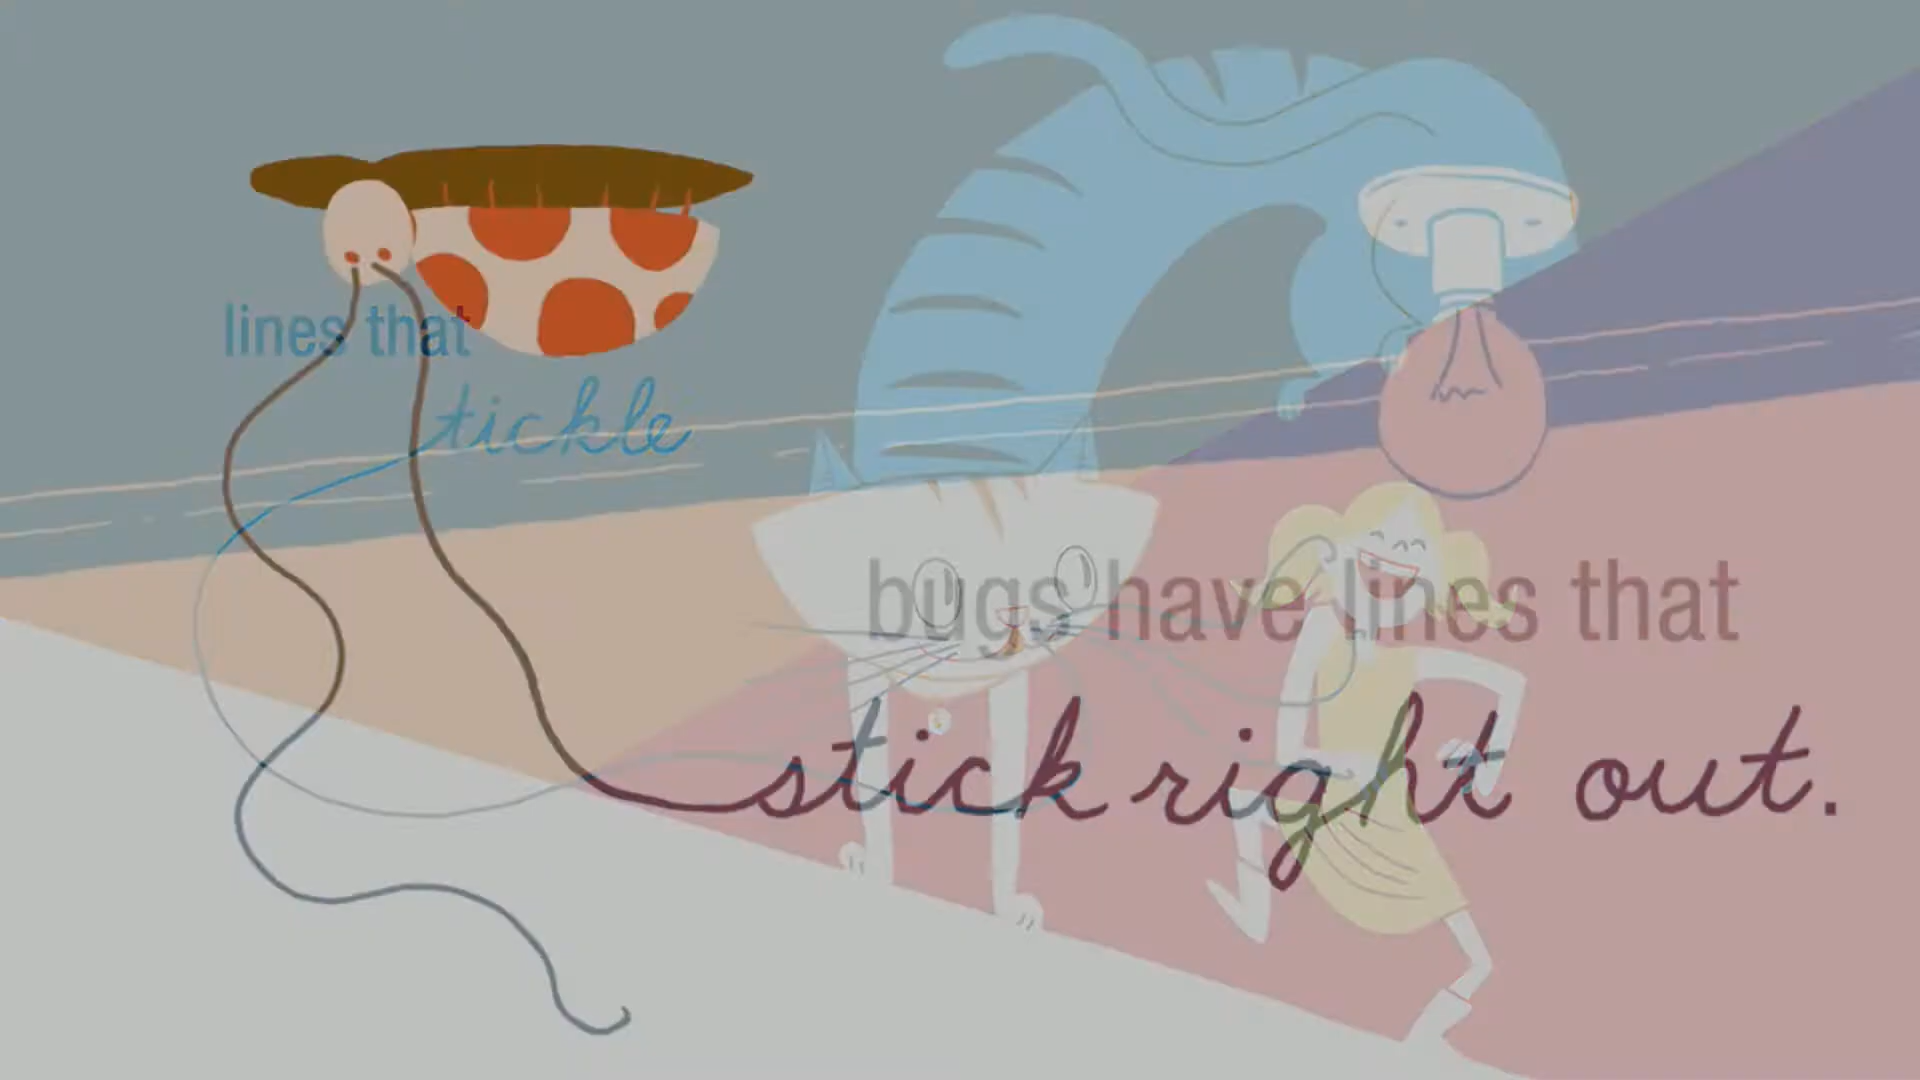 lines that
tickle
bugs have lines that
stick right out.